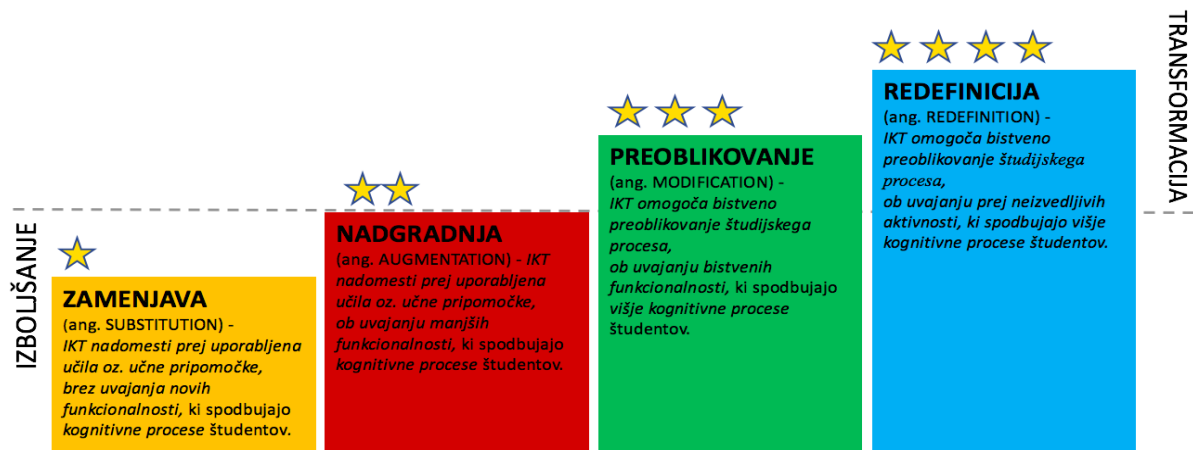 IZBOLJŠANJE
ZAMENJAVA
(ang. SUBSTITUTION) -
IKT nadomesti prej uporabljena
učila oz. učne pripomočke,
brez uvajanja novih
funkcionalnosti, ki spodbujajo
kognitivne procese študentov.
NADGRADNJA
(ang. AUGMENTATION) - IKT
nadomesti prej uporabljena
učila oz. učne pripomočke,
ob uvajanju manjših
funkcionalnosti, ki spodbujajo
kognitivne procese študentov.
PREOBLIKOVANJE
(ang. MODIFICATION) -
IKT omogoča bistveno
preoblikovanje študijskega
procesa,
ob uvajanju bistvenih
funkcionalnosti, ki spodbujajo
višje kognitivne procese
študentov.
REDEFINICIJA
(ang. REDEFINITION) -
IKT omogoča bistveno
preoblikovanje študijskega
procesa,
ob uvajanju prej neizvedljivih
aktivnosti, ki spodbujajo višje
kognitivne procese študentov.
TRANSFORMACIJA